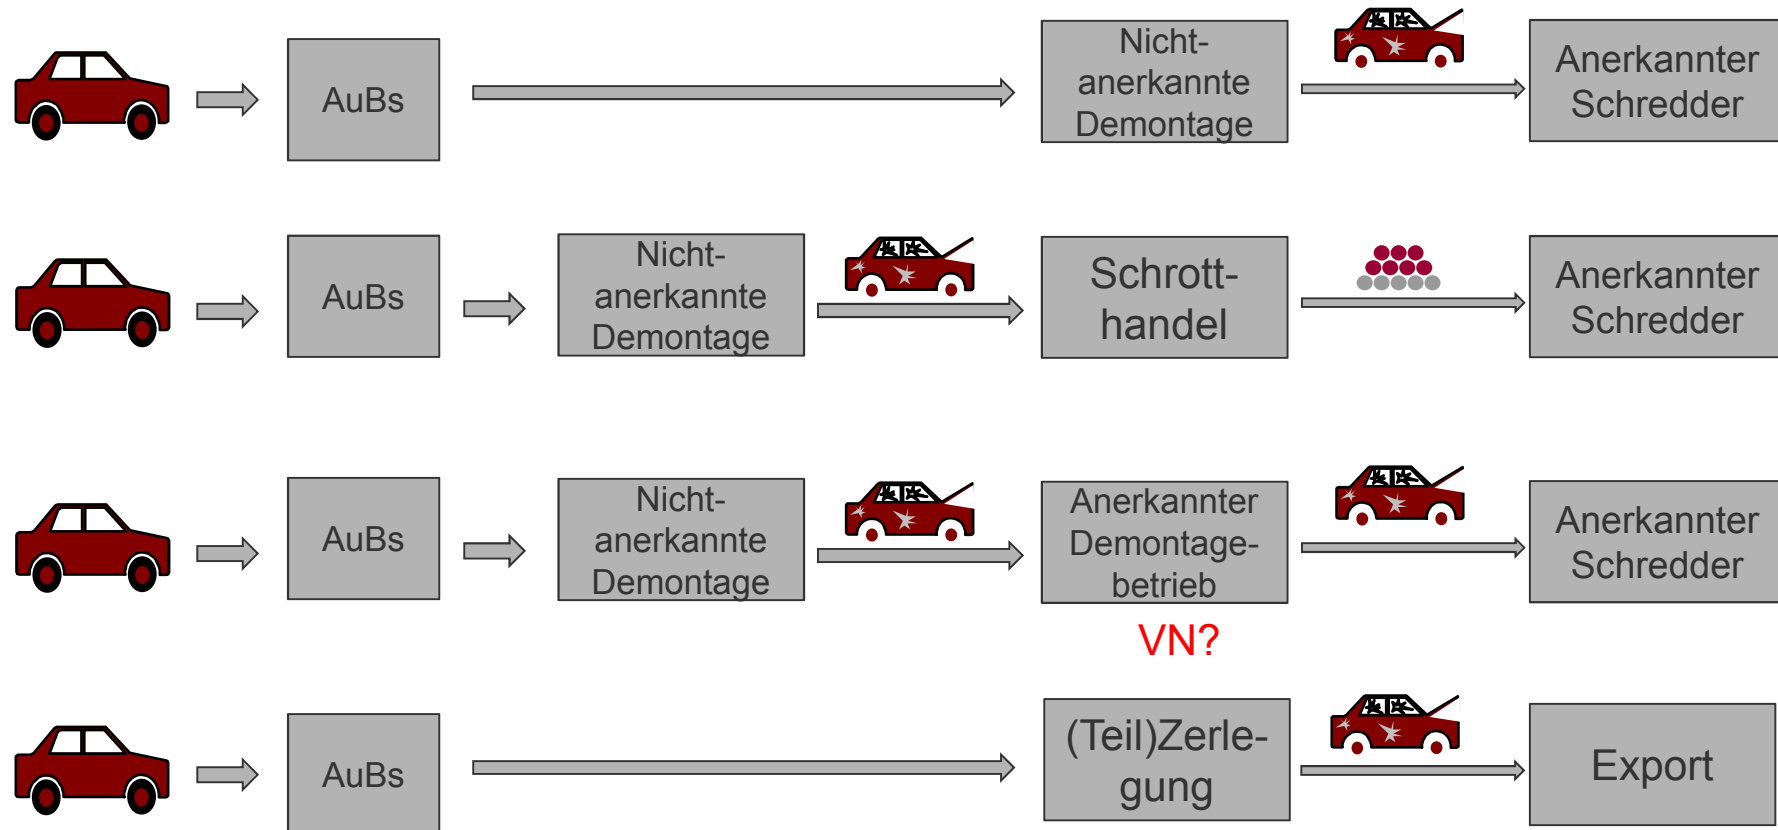 AuBs
Nicht-
anerkannte
Demontage
Anerkannter
Schredder
AuBs
Nicht-
anerkannte
Demontage
Schrott-
handel
Anerkannter
Schredder
AuBs
Nicht-
anerkannte
Demontage
Anerkannter
Demontage-
betrieb
VN?
Anerkannter
Schredder
AuBs
(Teil)Zerle-
gung
Export